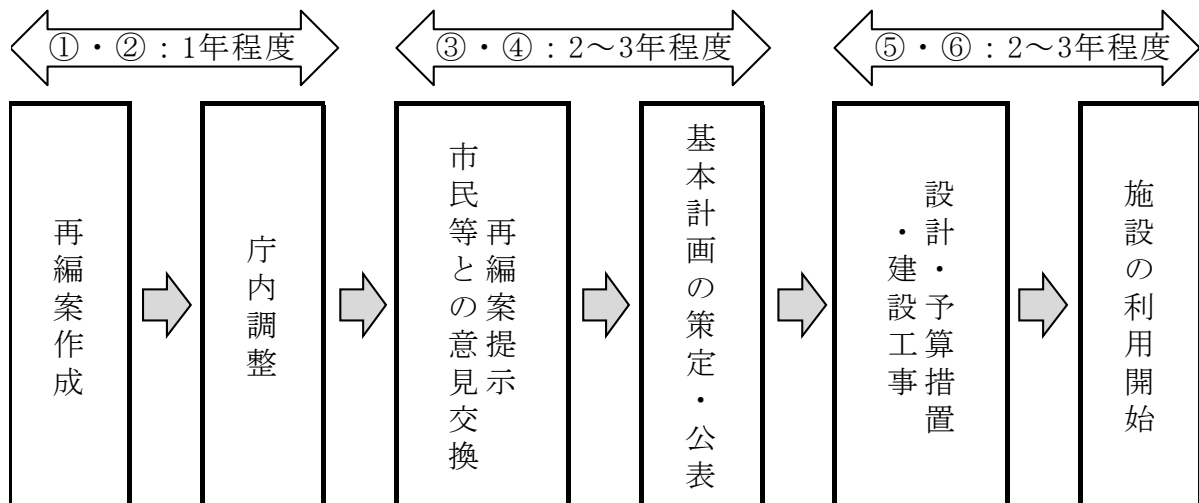 ①・②：1年程度
③・④：2～3年程度
⑤・⑥：2～3年程度
再編案作成
庁内調整
再編案提示
市民等との意見交換
基本計画の策定・公表
設計・予算措置
・建設工事
施設の利用開始